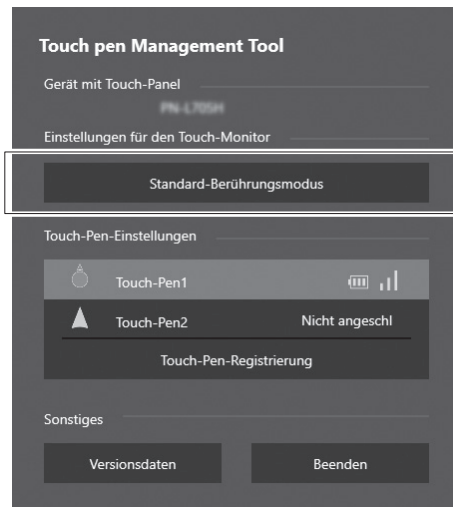 Touch pen Management Tool
Gerät mit Touch-Panel
PN-L705H
Einstellungen für den Touch-Monitor
Standard-Berührungsmodus
Touch-Pen-Einstellungen
Touch-Pen1
Touch-Pen2 Nicht angeschl
Touch-Pen-Registrierung
Sonstiges
Versionsdaten Beenden